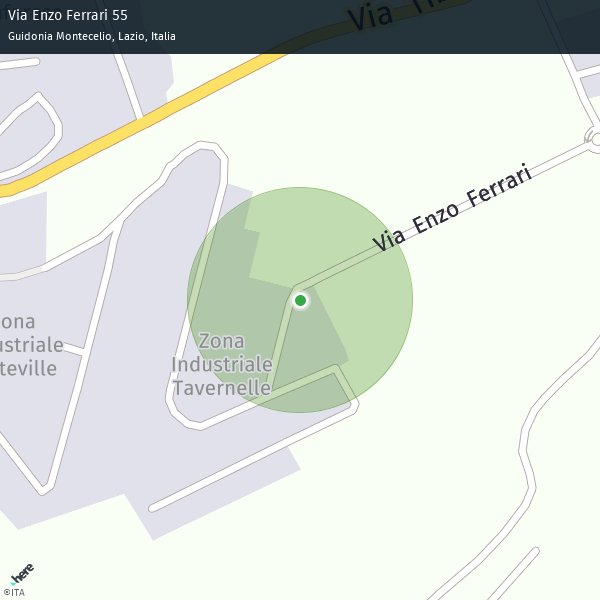 Via Enzo Ferrari 55
Guidonia Montecelio, Lazio, Italia
Via
Via Enzo Ferrari
Zona
Industriale
Tavernelle
ona
ustriale
teville
here
©ITA